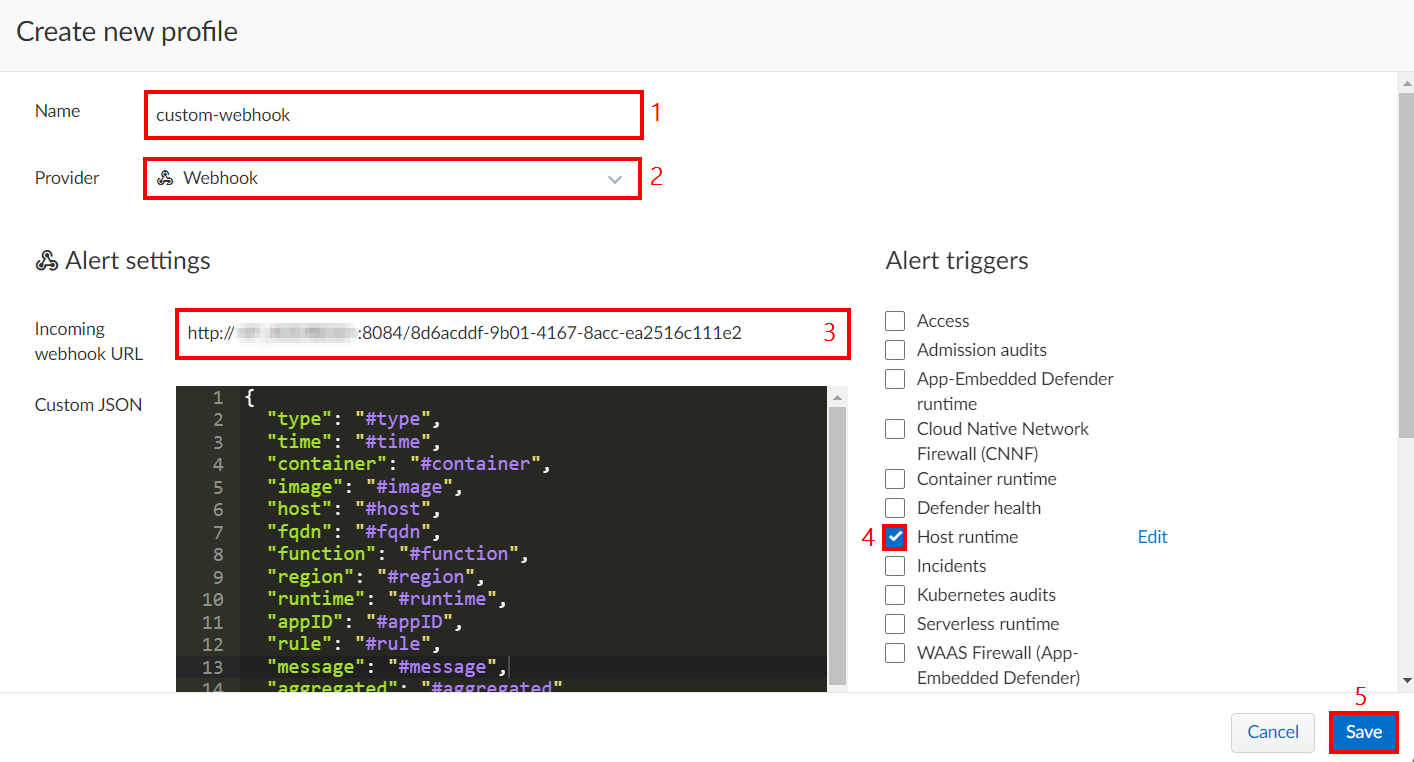 Create new profile
Name
custom-webhook
1
Provider
Webhook
2
Alert settings
Incoming
webhook URL
http://
:8084/8d6acddf-9b01-4167-8acc-ea2516c111e2
3
Custom JSON
1 {
2 "type": "#type",
3 "time": "#time",
4 "container": "#container",
5 "image": "#image",
6 "host": "#host",
7 "fqdn": "#fqdn",
8 "function": "#function",
9 "region": "#region",
10 "runtime": "#runtime",
11 "appID": "#appID",
12 "rule": "#rule",
13 "message": "#message",
14 "aggregated": "#aggregated"
Alert triggers
Access
Admission audits
App-Embedded Defender
runtime
Cloud Native Network
Firewall (CNNF)
Container runtime
Defender health
4
Host runtime
Edit
Incidents
Kubernetes audits
Serverless runtime
WAAS Firewall (App-
Embedded Defender)
5
Cancel
Save